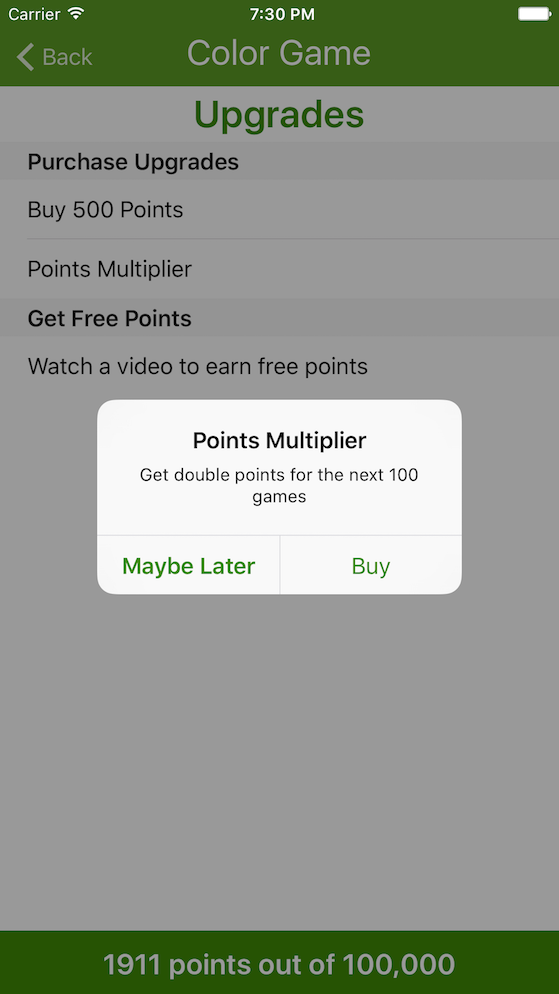 Carrier 7:30 PM
Back Color Game
Upgrades
Purchase Upgrades
Buy 500 Points
Points Multiplier
Get Free Points
Watch a video to earn free points
Points Multiplier
Get double points for the next 100
games
Maybe Later Buy
1911 points out of 100,000